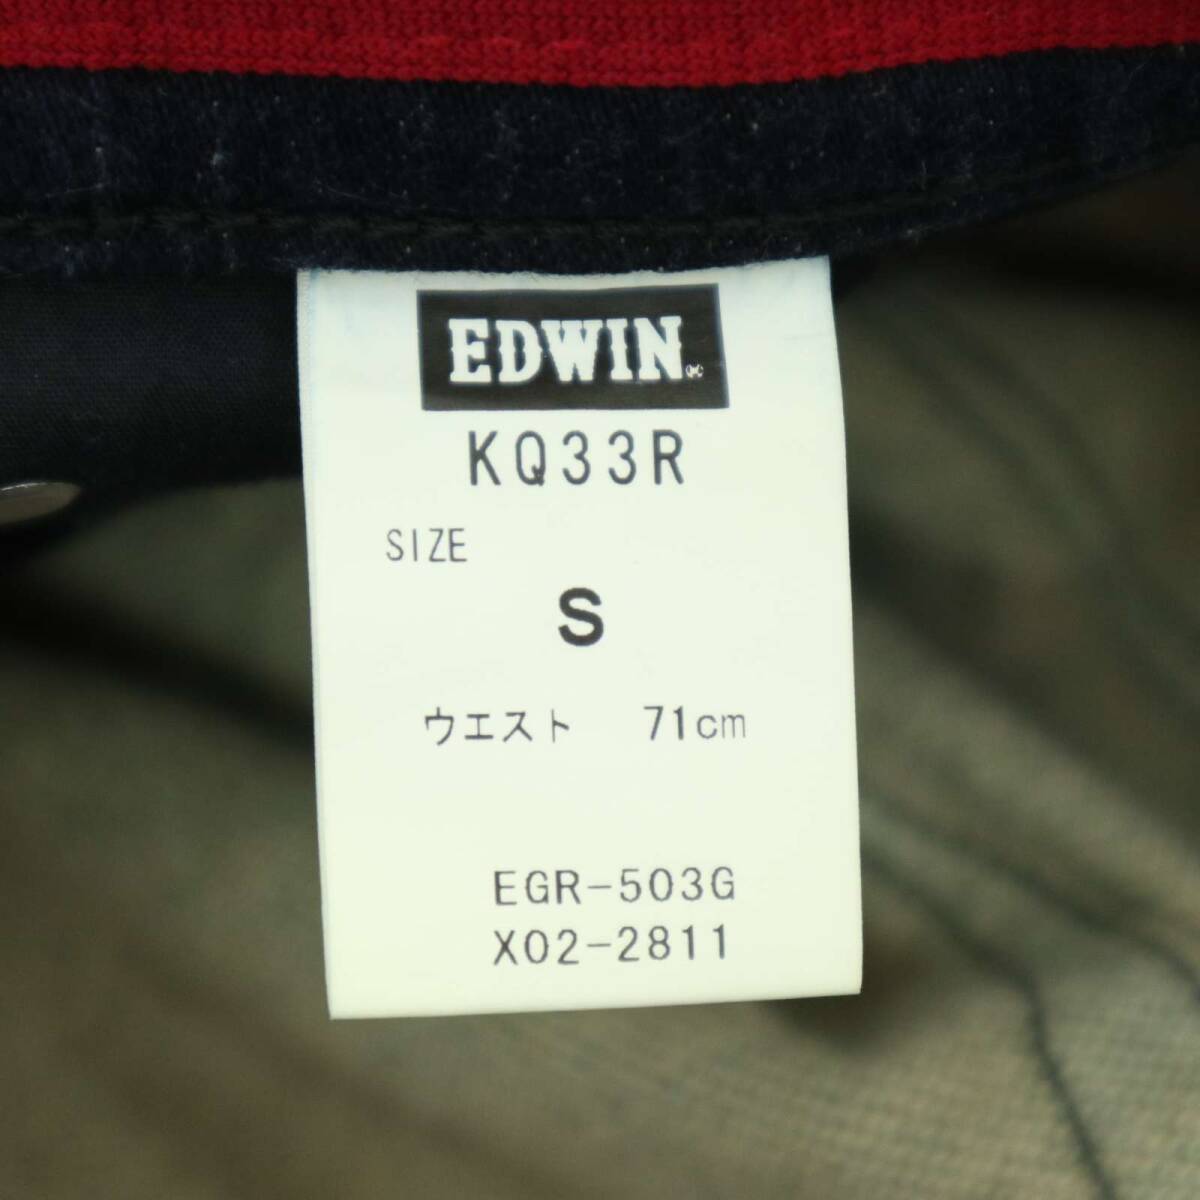 EDWIN
KQ33R
SIZE
S
ウエスト 71cm
EGR-503G
X02-2811